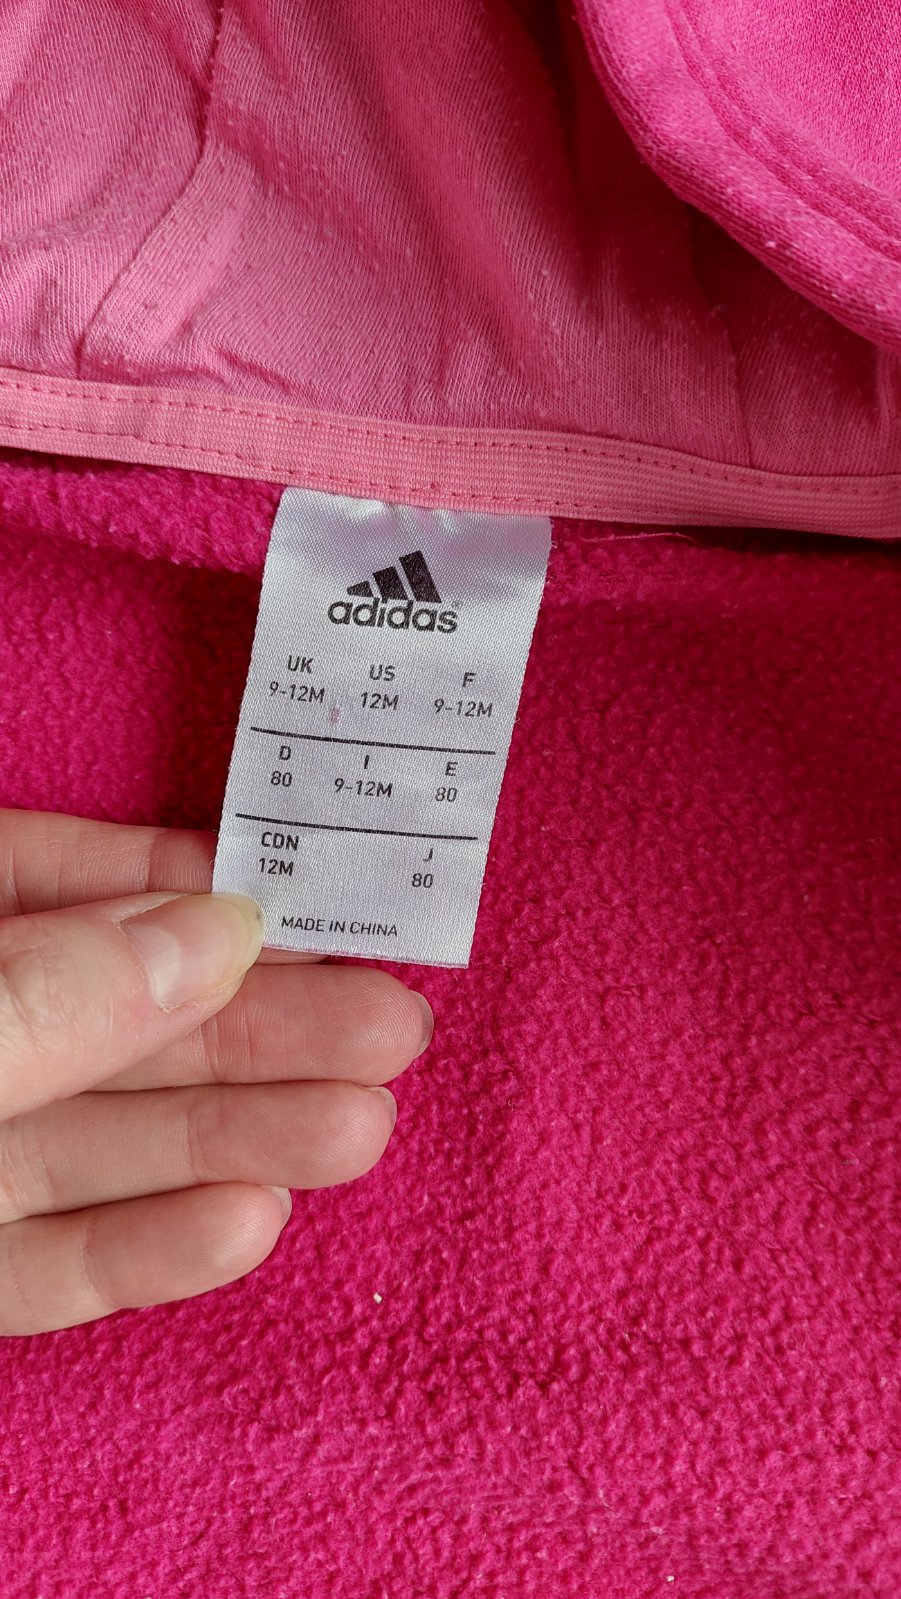 adidas
UK US F
9-12M 12M 9-12M
D I E
80 9-12M 80
CDN J
12M 80
MADE IN CHINA